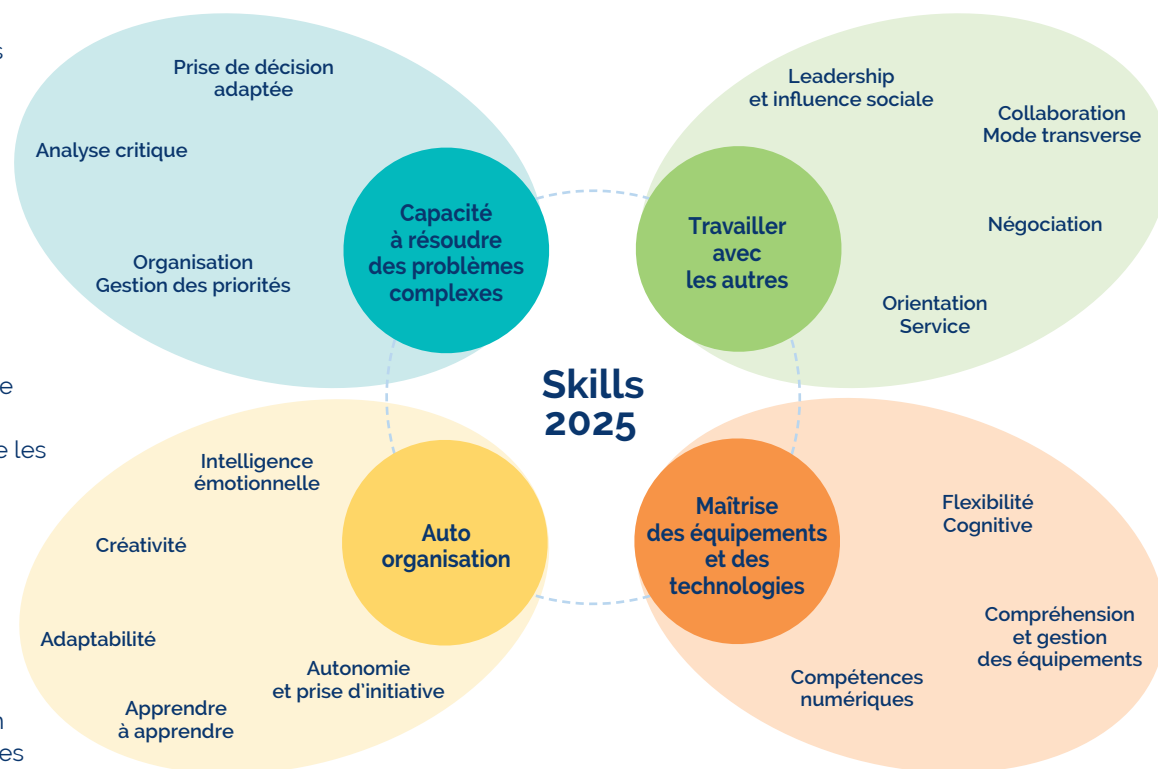 s
Prise de décision
adaptée
Analyse critique
Organisation
Gestion des priorités
Capacité
à résoudre
des problèmes
complexes
Leadership
et influence sociale
Collaboration
Mode transverse
Négociation
Orientation
Service
Travailler
avec
les autres
e
e les
Skills
2025
Intelligence
émotionnelle
Créativité
Adaptabilité
Autonomie
et prise d'initiative
Apprendre
à apprendre
Auto
organisation
Maîtrise
des équipements
et des
technologies
Flexibilité
Cognitive
Compréhension
et gestion
des équipements
Compétences
numériques
n
es